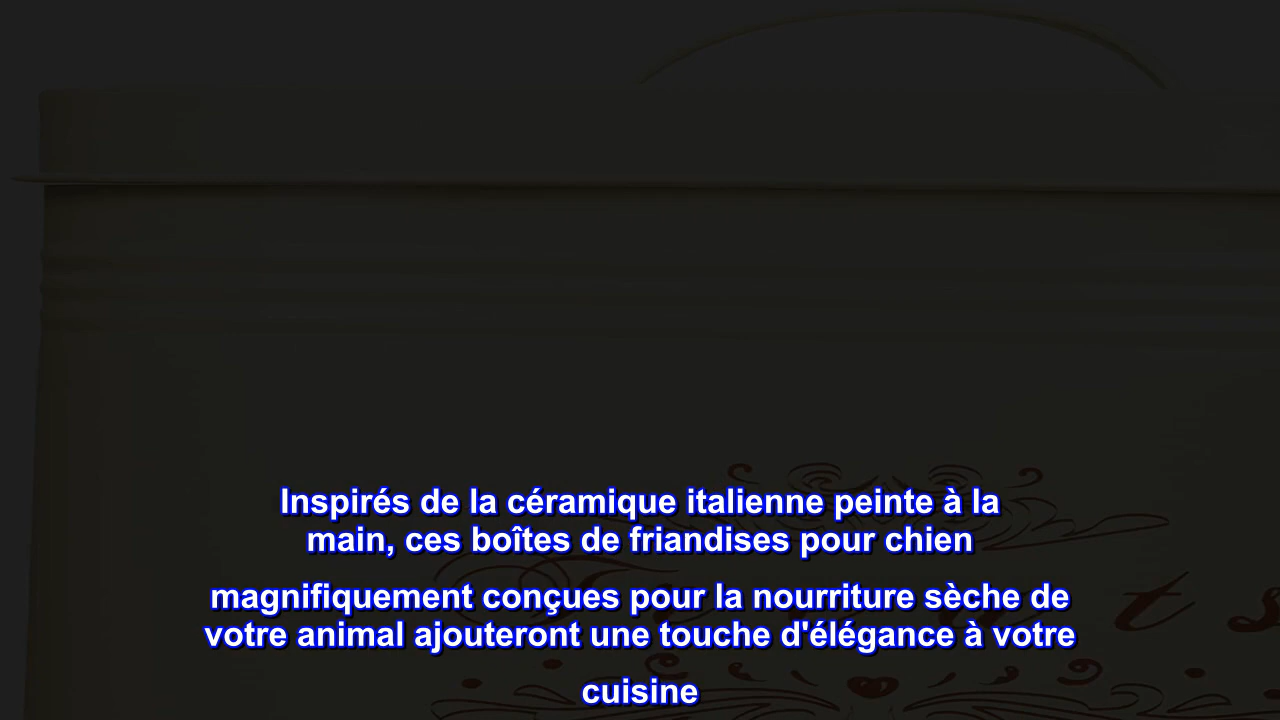 Inspirés de la céramique italienne peinte à la
main, ces boîtes de friandises pour chien
magnifiquement conçues pour la nourriture sèche de
votre animal ajouteront une touche d'élégance à votre
cuisine